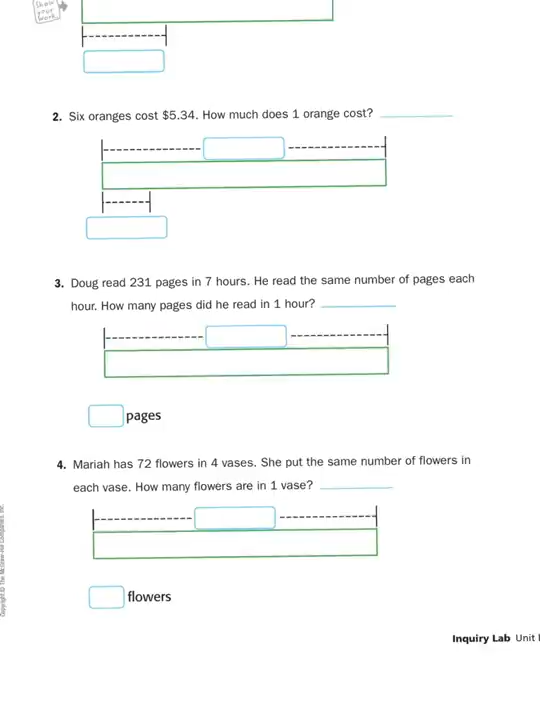 Show
your
work.
2. Six oranges cost $5.34. How much does 1 orange cost?
3. Doug read 231 pages in 7 hours. He read the same number of pages each
hour. How many pages did he read in 1 hour?
pages
4. Mariah has 72 flowers in 4 vases. She put the same number of flowers in
each vase. How many flowers are in 1 vase?
flowers
Copyright © The McGraw-Hill Companies, Inc.
Inquiry Lab Unit